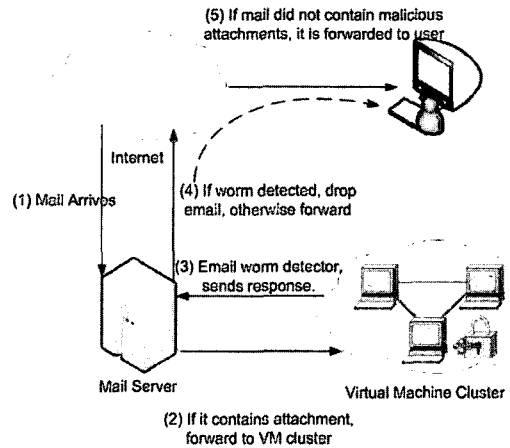 (5) If mail did not contain malicious
attachments, it is forwarded to user
Internet
(1) Mail Arrives
(4) If worm detected, drop
email, otherwise forward
(3) Email worm detector,
sends response.
Mail Server
Virtual Machine Cluster
(2) If it contains attachment,
forward to VM cluster